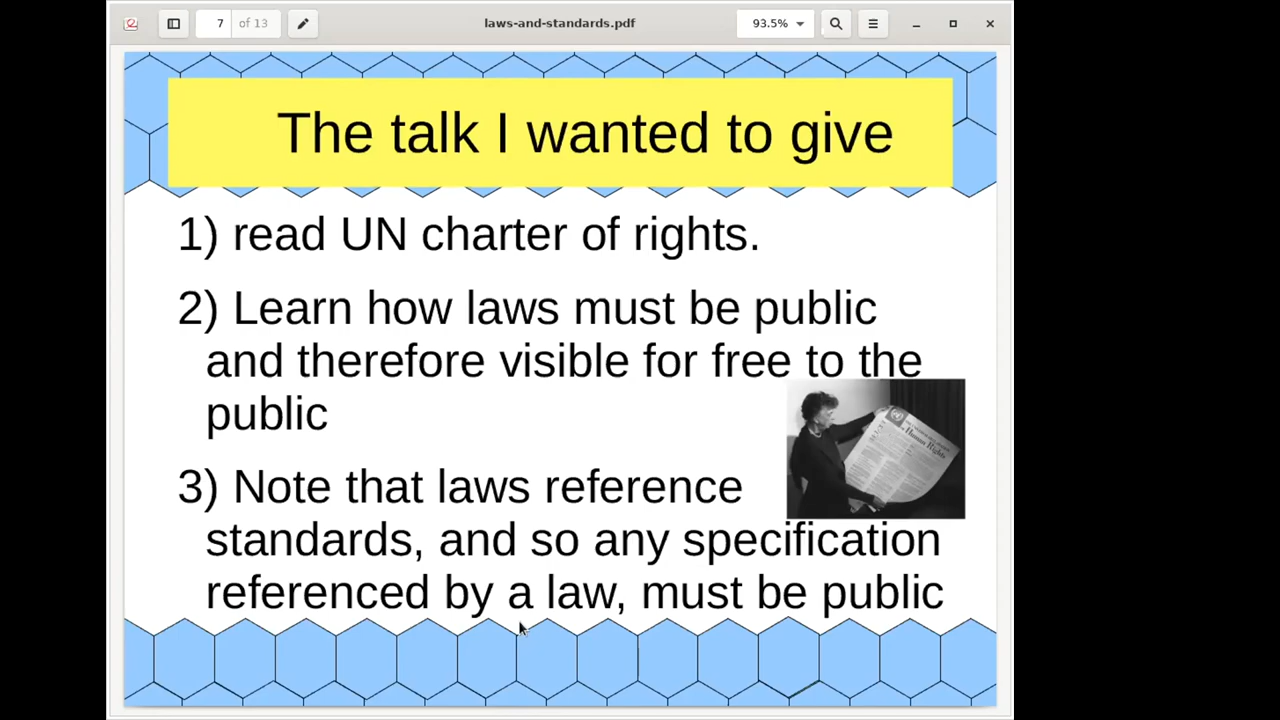 7 of 13
laws-and-standards.pdf
93.5%
The talk I wanted to give
1) read UN charter of rights.
2) Learn how laws must be public
and therefore visible for free to the
public
Human Rights
3) Note that laws reference
standards, and so any specification
referenced by a law, must be public